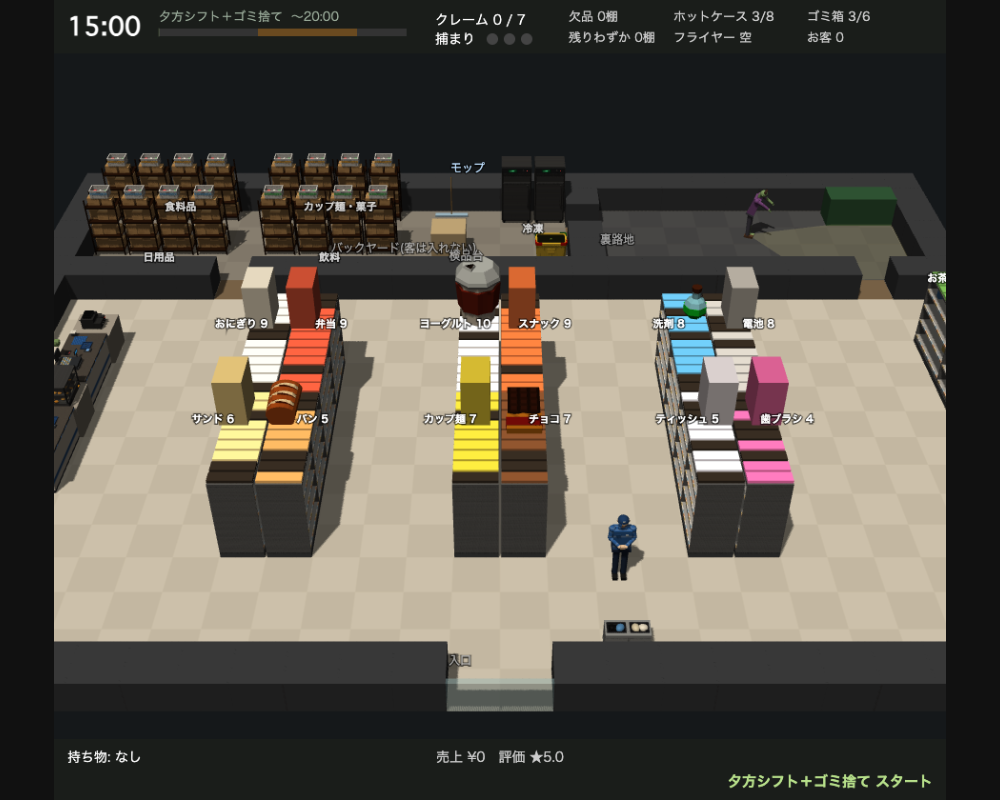 15:00
夕方シフト＋ゴミ捨て ～20:00
クレーム 0 / 7
捕まり
欠品 0棚
残りわずか 0棚
ホットケース 3/8
フライヤー 空
ゴミ箱 3/6
お客 0
モップ
食料品
カップ麺・菓子
冷凍
裏路地
バックヤード(客は入れない)
検品台
日用品
飲料
お茶
おにぎり 9
弁当 9
ヨーグルト 10
スナック 9
洗剤 8
電池 8
サンド 6
パン 5
カップ麺 7
チョコ 7
ティッシュ 5
歯ブラシ 4
入口
持ち物: なし
売上 ¥0 評価 ★5.0
夕方シフト＋ゴミ捨て スタート